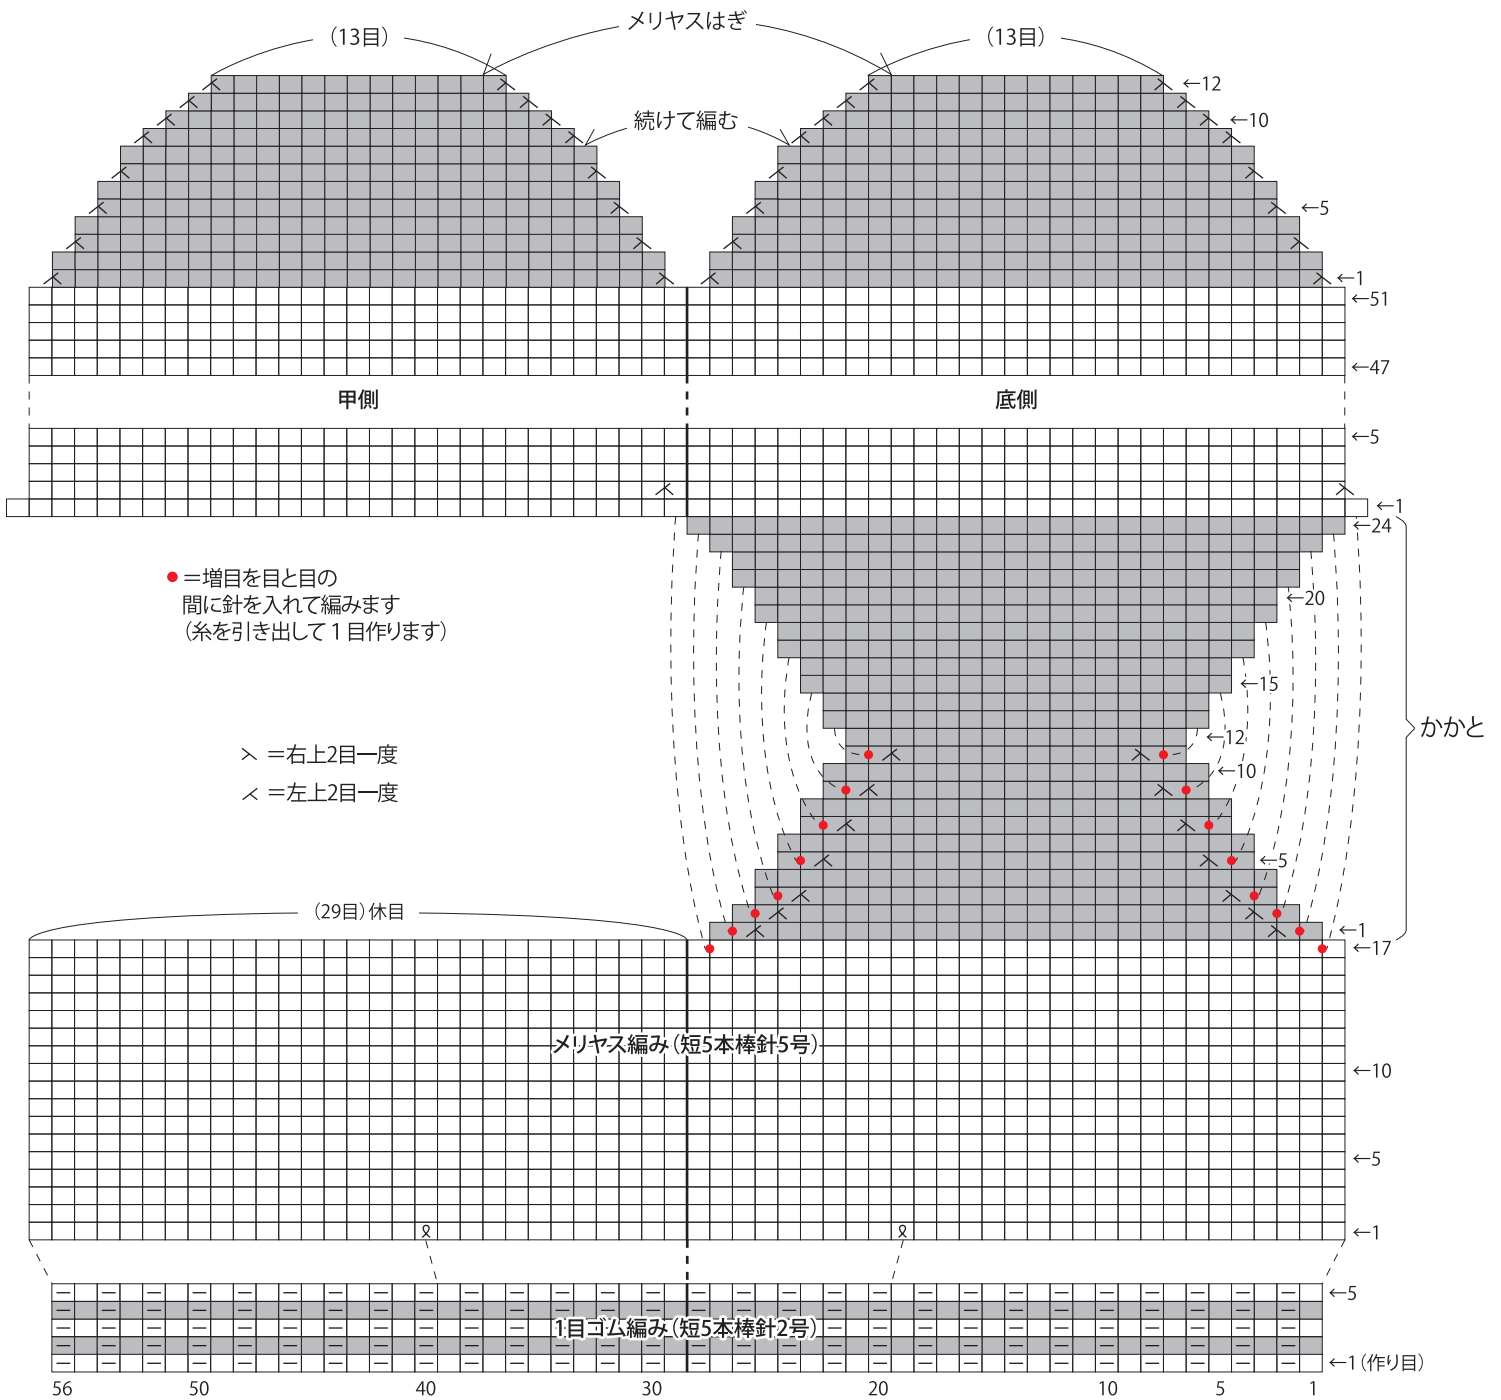 メリヤスはぎ
(13目)
(13目)
←12
続けて編む
←10
←5
←1
←51
←47
甲側
底側
←5
←1
←24
●=増目を目と目の
間に針を入れて編みます
(糸を引き出して1目作ります)
←20
←15
=右上2目一度
←12
かかと
=左上2目一度
←10
←5
(29目)休目
←1
←17
メリヤス編み(短5本棒針5号)
←10
←5
←1
←5
1目ゴム編み(短5本棒針2号)
←1(作り目)
56 50 40 30 20 10 5 1